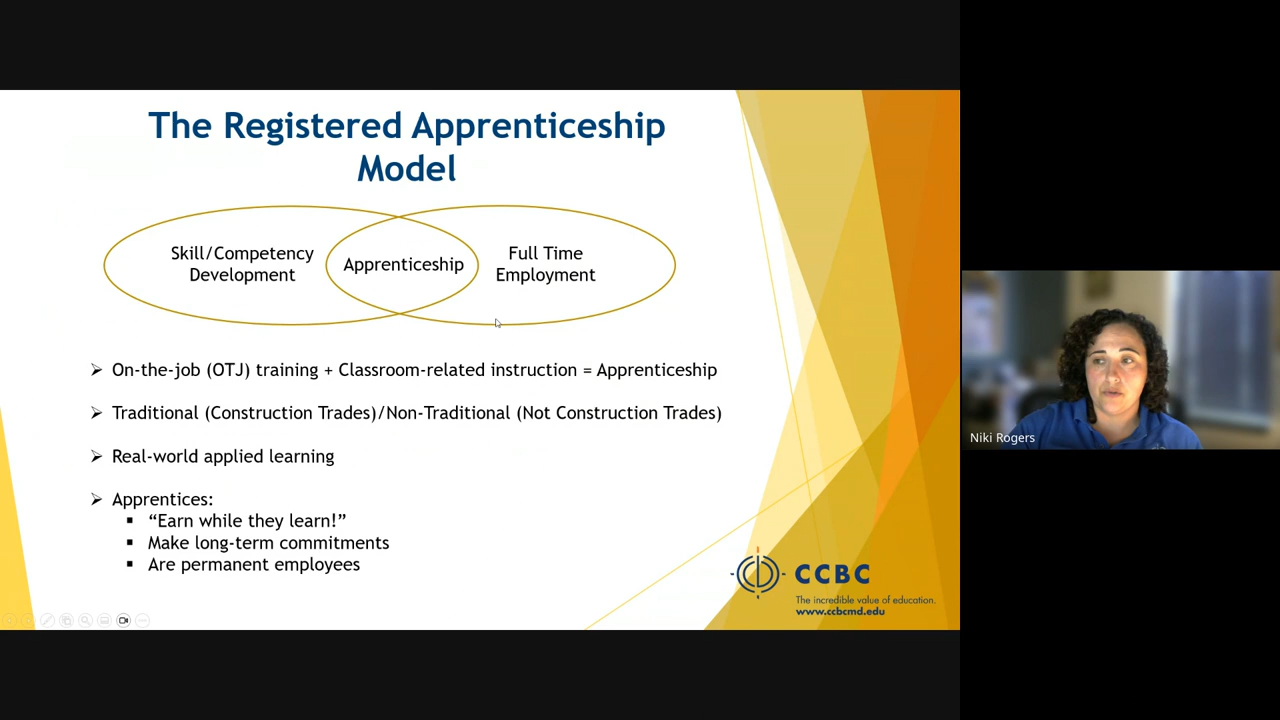 The Registered Apprenticeship
Model
Skill/Competency
Development
Apprenticeship
Full Time
Employment
On-the-job (OTJ) training + Classroom-related instruction = Apprenticeship
Traditional (Construction Trades)/Non-Traditional (Not Construction Trades)
Real-world applied learning
Apprentices:
“Earn while they learn!”
Make long-term commitments
Are permanent employees
CCBC
The incredible value of education.
www.ccbcmd.edu
Niki Rogers